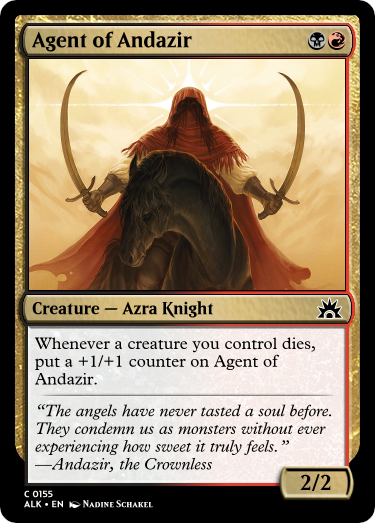 Agent of Andazir
Creature — Azra Knight
Whenever a creature you control dies,
put a +1/+1 counter on Agent of
Andazir.
“The angels have never tasted a soul before.
They condemn us as monsters without ever
experiencing how sweet it truly feels.”
—Andazir, the Crownless
2/2
C 0155
ALK • EN Nadine Schakel